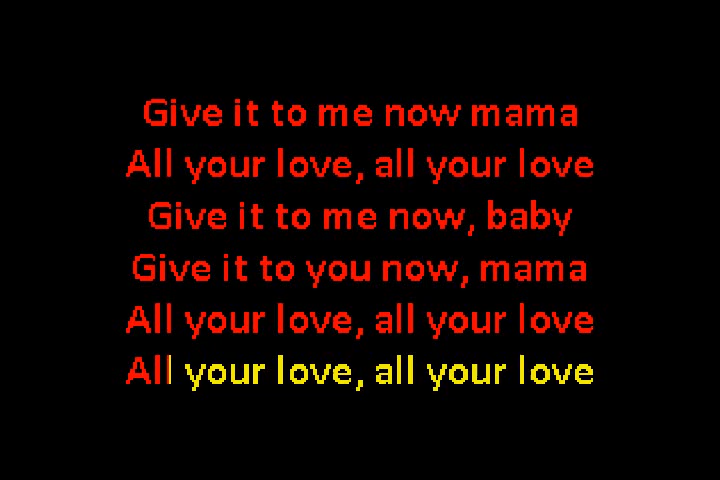 Give it to me now mama
All your love, all your love
Give it to me now, baby
Give it to you now, mama
All your love, all your love
All your love, all your love